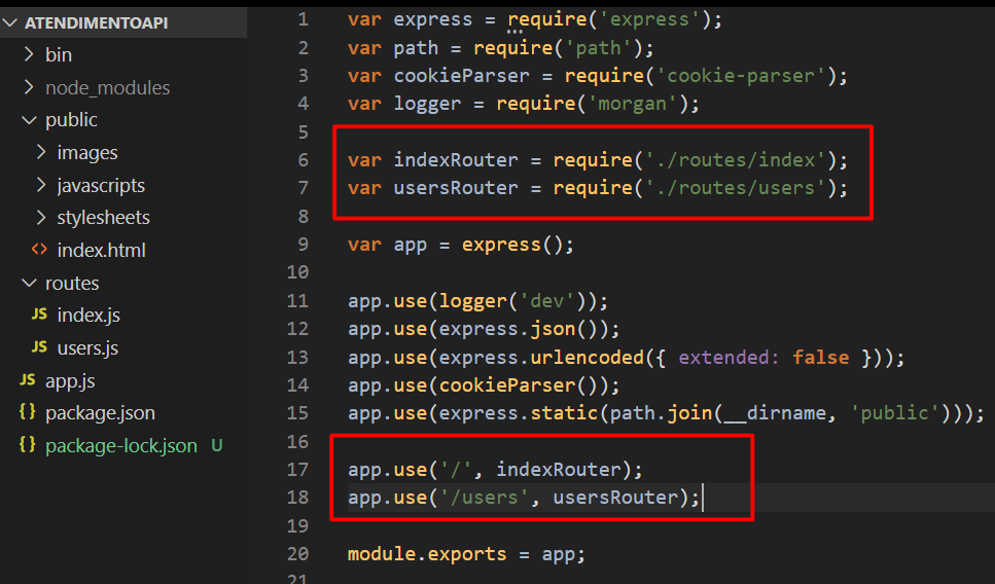 ATENDIMENTOAPI
bin
node_modules
public
images
javascripts
stylesheets
index.html
routes
JS index.js
JS users.js
JS app.js
{} package.json
{} package-lock.json U
1 var express = require('express');
2 var path = require('path');
3 var cookieParser = require('cookie-parser');
4 var logger = require('morgan');
5
6 var indexRouter = require('./routes/index');
7 var usersRouter = require('./routes/users');
8
9 var app = express();
10
11 app.use(logger('dev'));
12 app.use(express.json());
13 app.use(express.urlencoded({ extended: false }));
14 app.use(cookieParser());
15 app.use(express.static(path.join(__dirname, 'public')));
16
17 app.use('/', indexRouter);
18 app.use('/users', usersRouter);
19
20 module.exports = app;
21